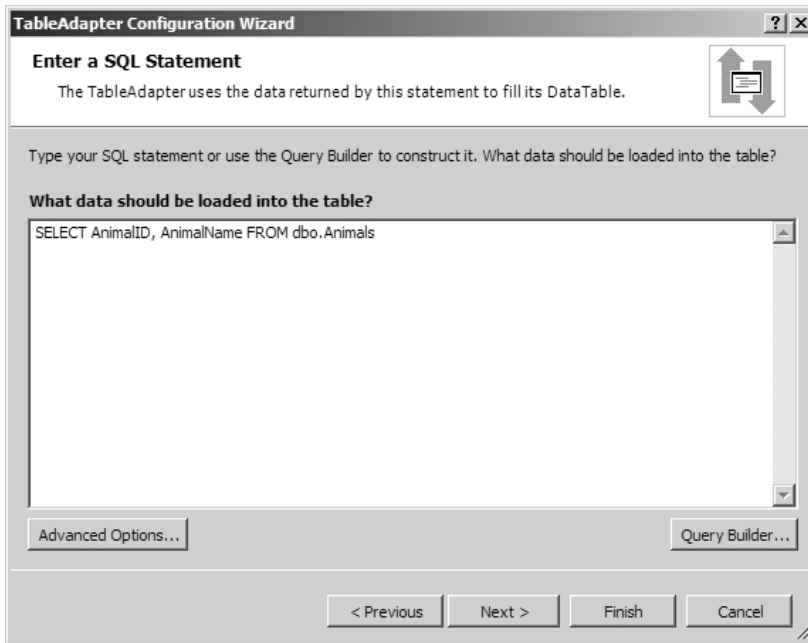 TableAdapter Configuration Wizard
Enter a SQL Statement
The TableAdapter uses the data returned by this statement to fill its DataTable.
Type your SQL statement or use the Query Builder to construct it. What data should be loaded into the table?
What data should be loaded into the table?
SELECT AnimalID, AnimalName FROM dbo.Animals
Advanced Options... Query Builder...
< Previous Next > Finish Cancel